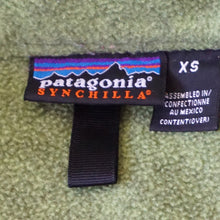 patagonia®
SYNCHILLA®
XS
ASSEMBLED IN/
CONFECTIONNE
AU MEXICO
CONTENT(OVER)